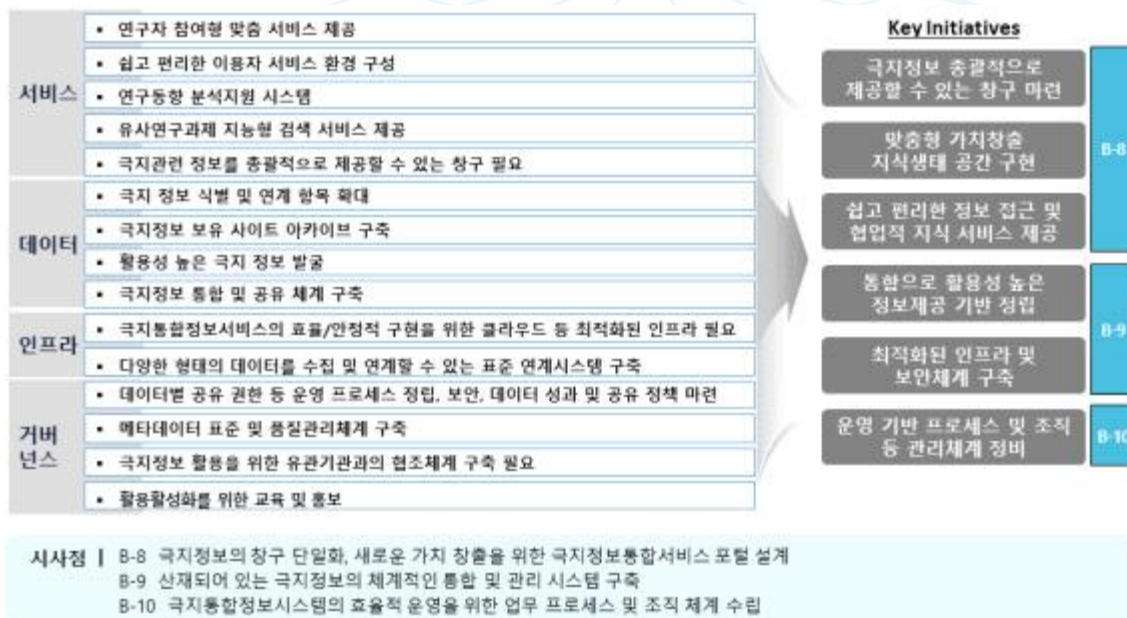 서비스
▪ 연구자 참여형 맞춤 서비스 제공
▪ 쉽고 편리한 이용자 서비스 환경 구성
▪ 연구동향 분석지원 시스템
▪ 유사연구과제 지능형 검색 서비스 제공
▪ 극지관련 정보를 총괄적으로 제공할 수 있는 창구 필요
데이터
▪ 극지 정보 식별 및 연계 항목 확대
▪ 극지정보 보유 사이트 아카이브 구축
▪ 활용성 높은 극지 정보 발굴
▪ 극지정보 통합 및 공유 체계 구축
인프라
▪ 극지통합정보서비스의 효율/안정적 구현을 위한 클라우드 등 최적화된 인프라 필요
▪ 다양한 형태의 데이터를 수집 및 연계할 수 있는 표준 연계시스템 구축
거버
넌스
▪ 데이터별 공유 권한 등 운영 프로세스 정립, 보안, 데이터 성과 및 공유 정책 마련
▪ 메타데이터 표준 및 품질관리체계 구축
▪ 극지정보 활용을 위한 유관기관과의 협조체계 구축 필요
▪ 활용활성화를 위한 교육 및 홍보
Key Initiatives
극지정보 총괄적으로
제공할 수 있는 창구 마련
맞춤형 가치창출
지식생태 공간 구현
쉽고 편리한 정보 접근 및
협업적 지식 서비스 제공
B-8
통합으로 활용성 높은
정보제공 기반 정립
최적화된 인프라 및
보안체계 구축
B-9
운영 기반 프로세스 및 조직
등 관리체계 정비
B-10
시사점 | B-8 극지정보의 창구 단일화, 새로운 가치 창출을 위한 극지정보통합서비스 포털 설계
B-9 산재되어 있는 극지정보의 체계적인 통합 및 관리 시스템 구축
B-10 극지통합정보시스템의 효율적 운영을 위한 업무 프로세스 및 조직 체계 수립